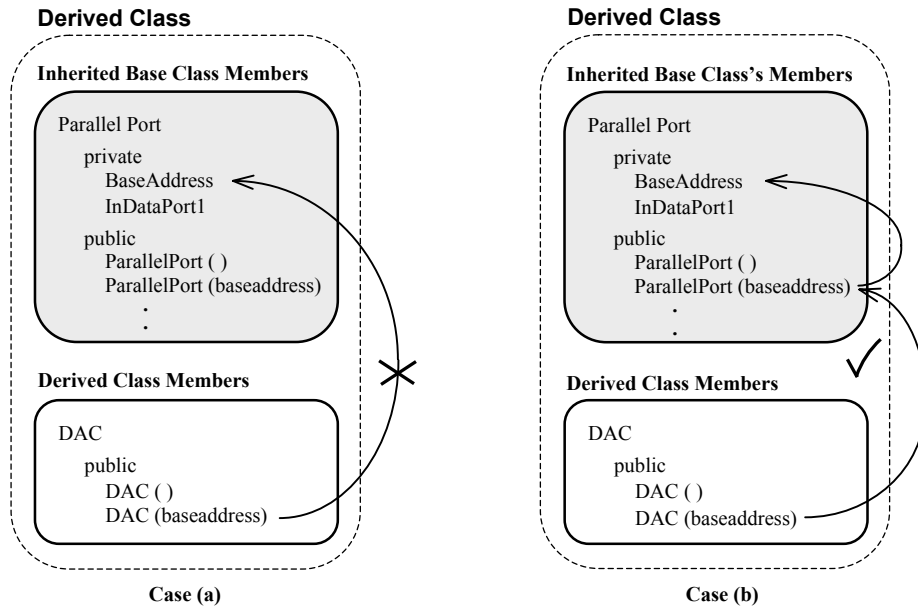 Derived Class
Inherited Base Class Members
Parallel Port
private
BaseAddress
InDataPort1
public
ParallelPort ( )
ParallelPort (baseaddress)
.
.
Derived Class Members
DAC
public
DAC ( )
DAC (baseaddress)
Case (a)
Derived Class
Inherited Base Class's Members
Parallel Port
private
BaseAddress
InDataPort1
public
ParallelPort ( )
ParallelPort (baseaddress)
.
.
Derived Class Members
DAC
public
DAC ( )
DAC (baseaddress)
Case (b)